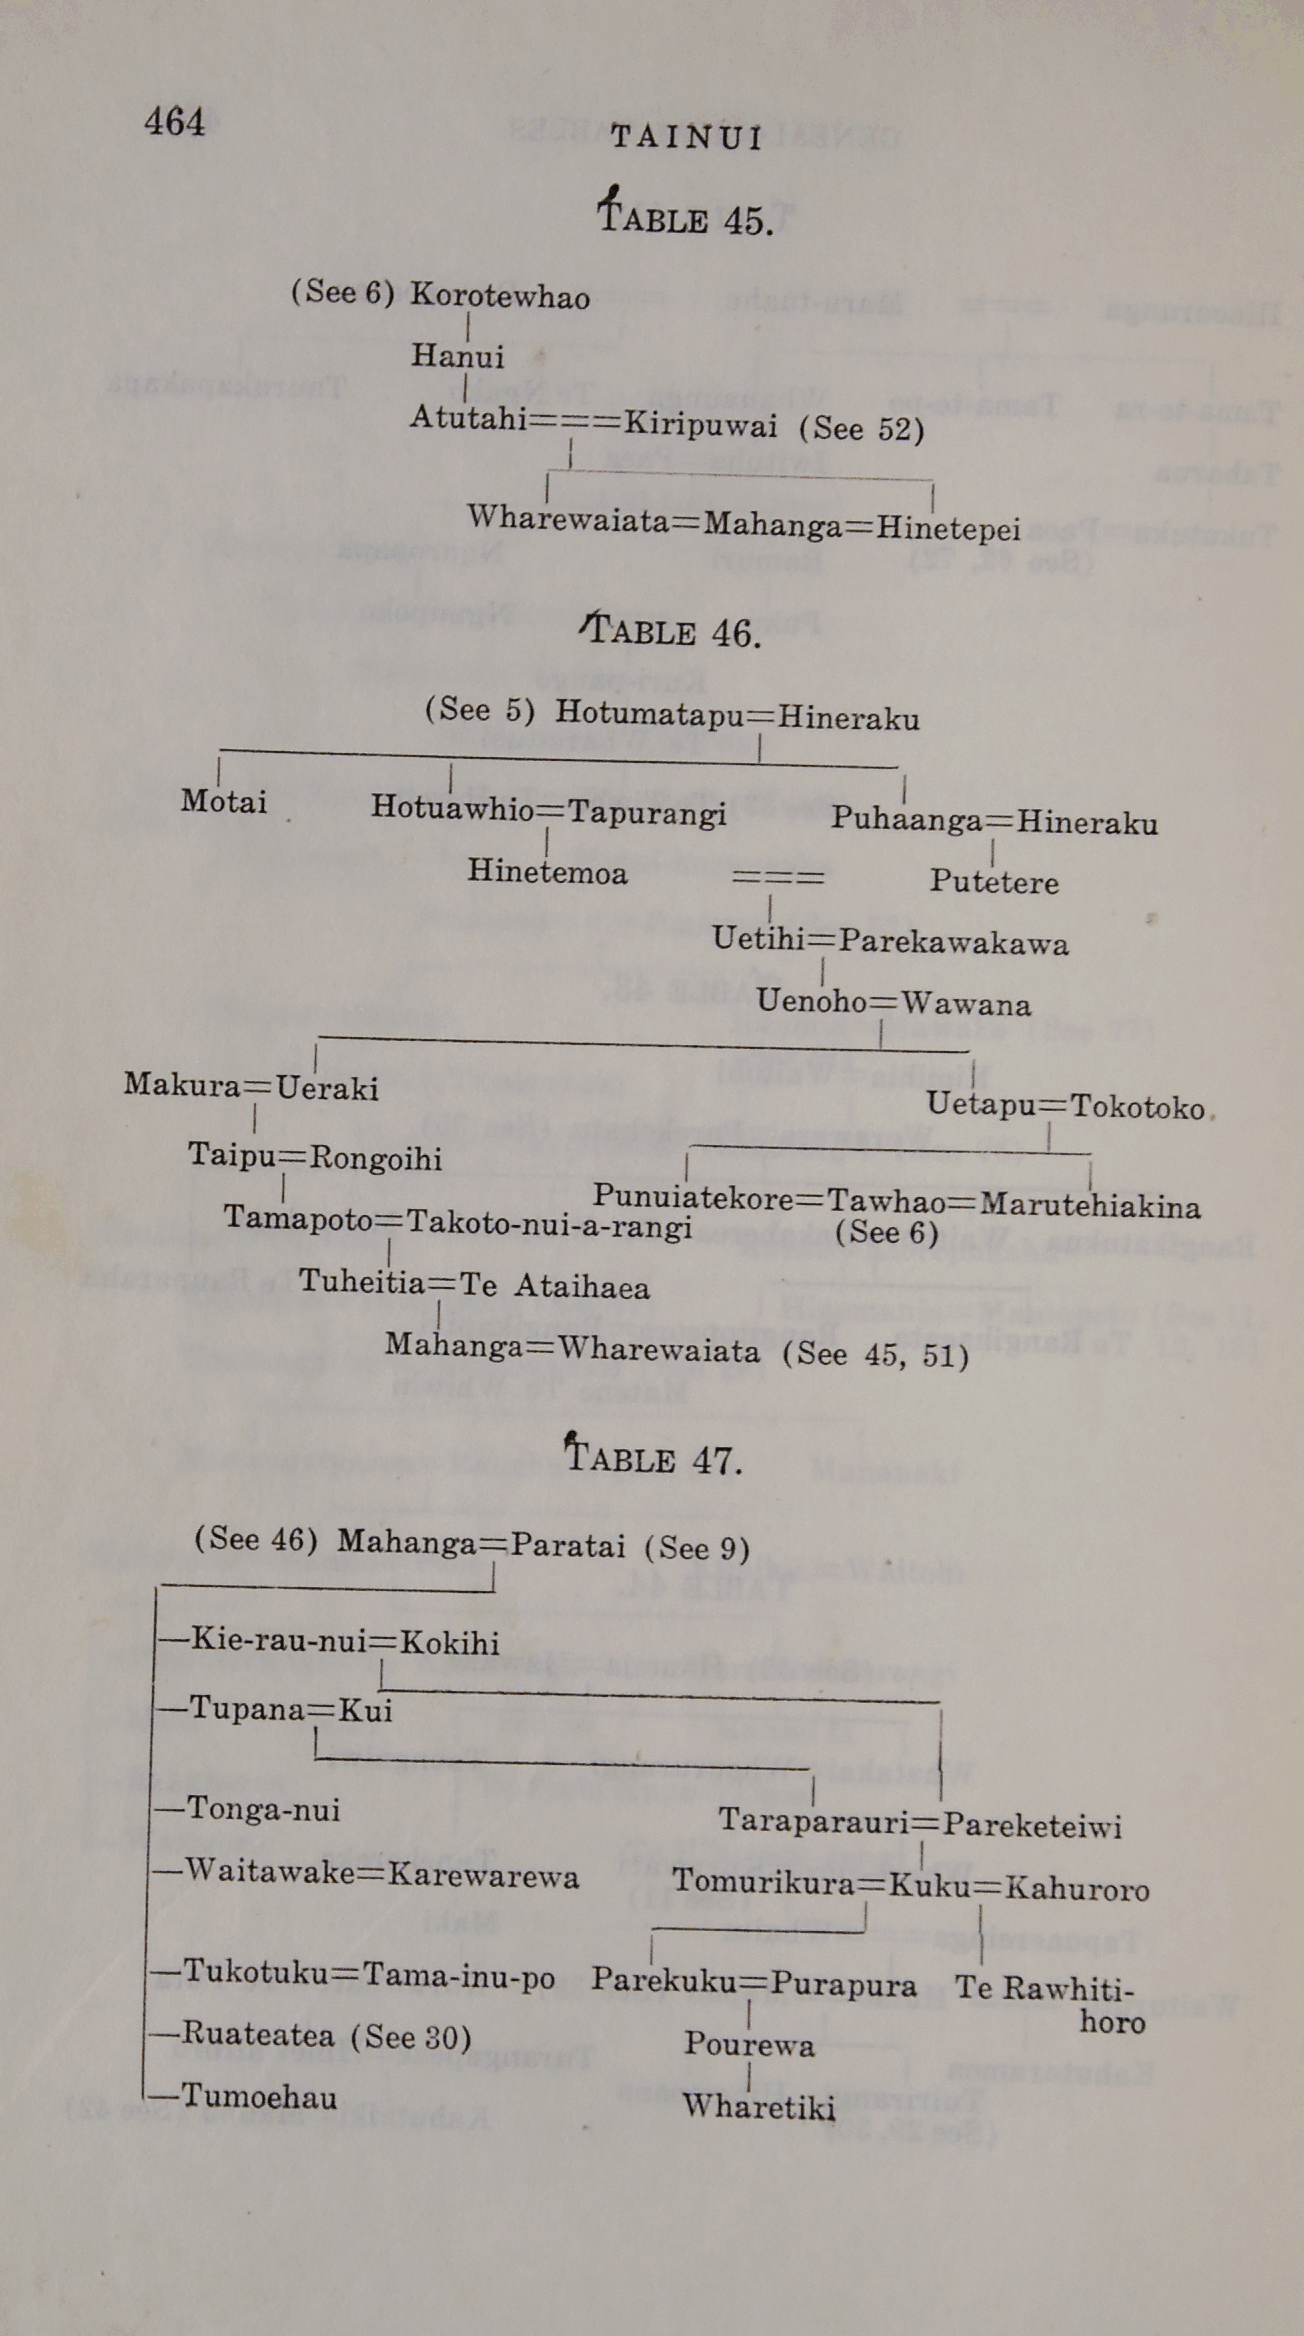 464
TAINUI
TABLE 45.
(See 6) Korotewhao
Hanui
Atutahi===Kiripuwai (See 52)
Wharewaiata=Mahanga=Hinetepei
TABLE 46.
(See 5) Hotumatapu=Hineraku
Motai Hotuawhio=Tapurangi Puhaanga=Hineraku
Hinetemoa === Putetere
Uetihi=Parekawakawa
Uenoho=Wawana
Makura=Ueraki Uetapu=Tokotoko
Taipu=Rongoihi
Punuiatekore=Tawhao=Marutehiakina
Tamapoto=Takoto-nui-a-rangi (See 6)
Tuheitia=Te Ataihaea
Mahanga=Wharewaiata (See 45, 51)
TABLE 47.
(See 46) Mahanga=Paratai (See 9)
—Kie-rau-nui=Kokihi
—Tupana=Kui
—Tonga-nui Taraparauri=Pareketeiwi
—Waitawake=Karewarewa Tomurikura=Kuku=Kahuroro
—Tukotuku=Tama-inu-po Parekuku=Purapura Te Rawhiti-
horo
—Ruateatea (See 30) Pourewa
—Tumoehau Wharetiki